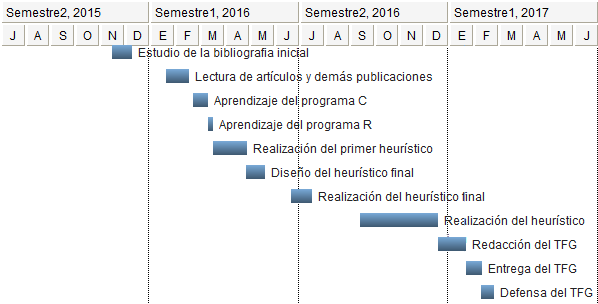 Semestre2, 2015 Semestre1, 2016 Semestre2, 2016 Semestre1, 2017
J A S O N D E F M A M J J A S O N D E F M A M J
Estudio de la bibliografia inicial
Lectura de artículos y demás publicaciones
Aprendizaje del programa C
Aprendizaje del programa R
Realización del primer heurístico
Diseño del heurístico final
Realización del heurístico final
Realización del heurístico
Redacción del TFG
Entrega del TFG
Defensa del TFG